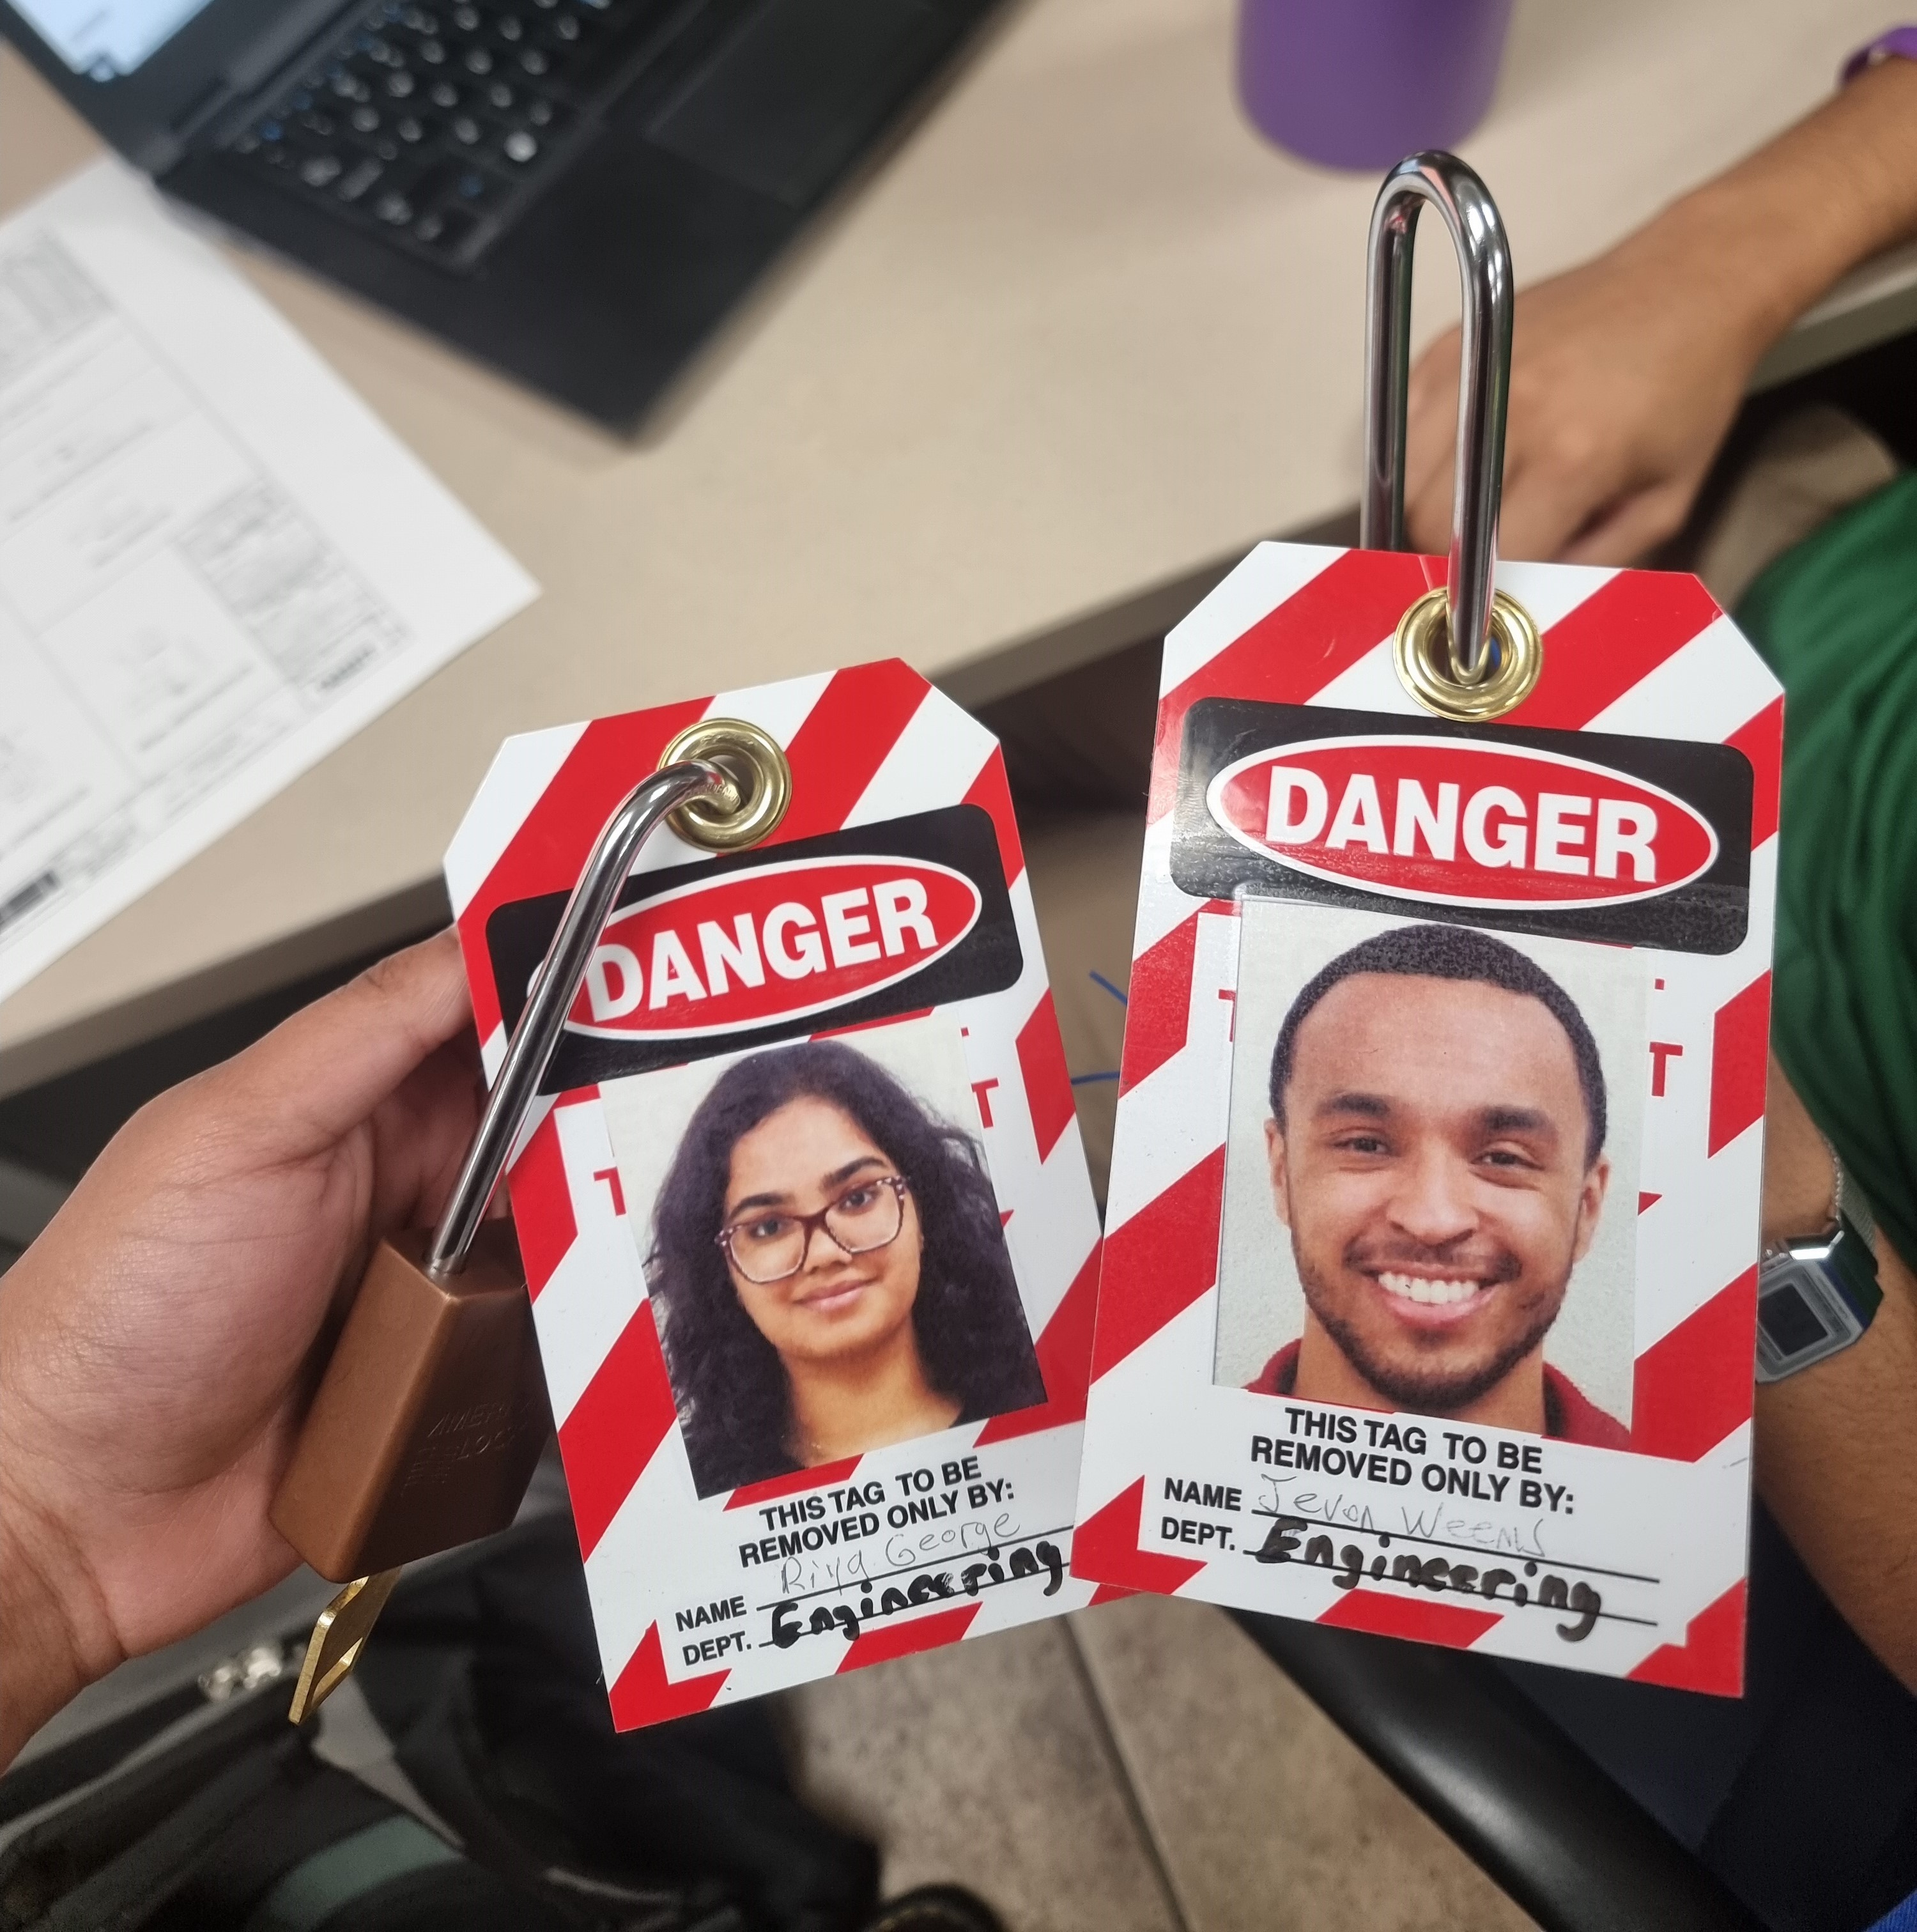 DANGER
T
T
THIS TAG TO BE
REMOVED ONLY BY:
NAME Riya George
DEPT. Engineering
DANGER
T
T
THIS TAG TO BE
REMOVED ONLY BY:
NAME Jevon Weems
DEPT. Engineering